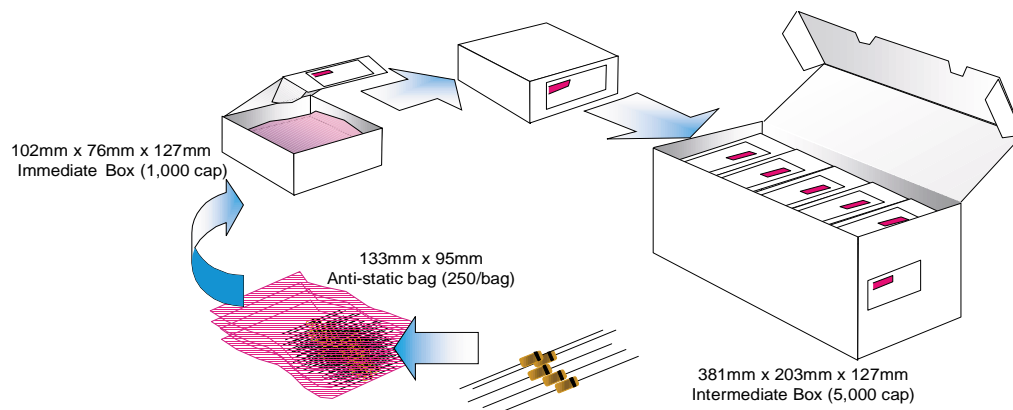 102mm x 76mm x 127mm
Immediate Box (1,000 cap)
133mm x 95mm
Anti-static bag (250/bag)
381mm x 203mm x 127mm
Intermediate Box (5,000 cap)